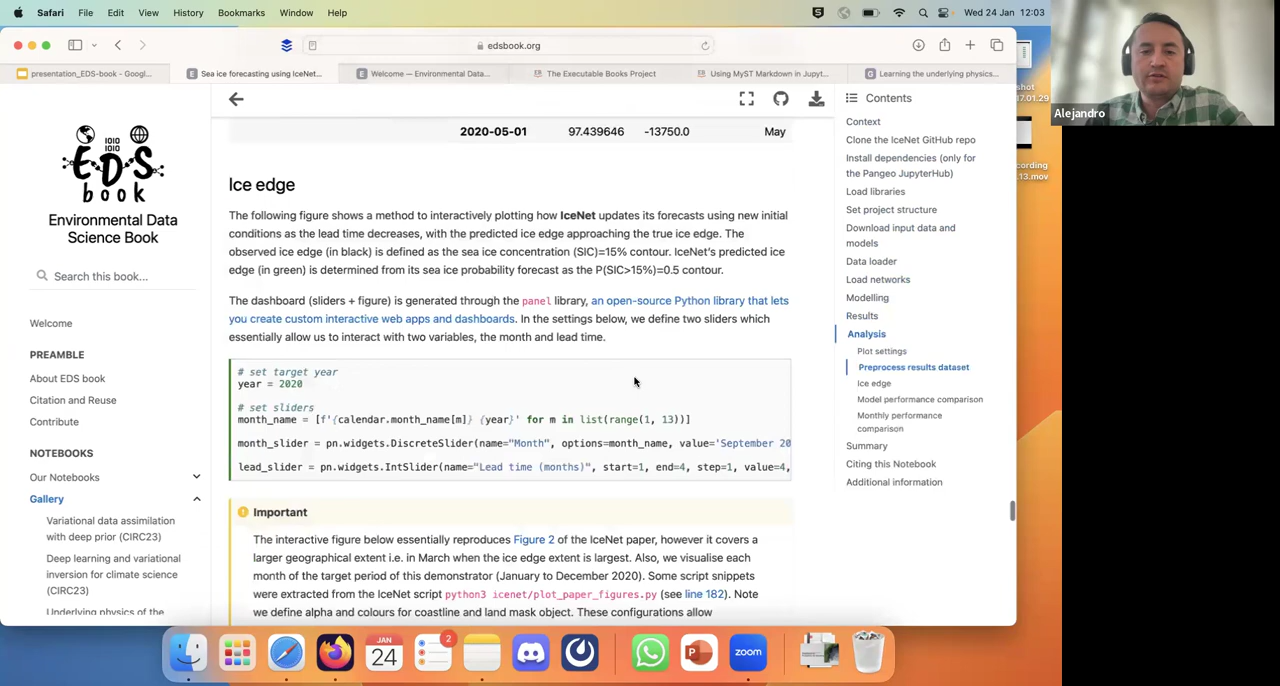 Safari File Edit View History Bookmarks Window Help Wed 24 Jan 12:03
edsbook.org
presentation_EDS-book - Googl... Sea ice forecasting using IceNet... Welcome — Environmental Data... The Executable Books Project Using MyST Markdown in Jupyt... Learning the underlying physics...
Alejandro
shot
17.01.29
cording
.13.mov
EDS
book
Environmental Data
Science Book
Search this book...
Welcome
PREAMBLE
About EDS book
Citation and Reuse
Contribute
NOTEBOOKS
Our Notebooks
Gallery
Variational data assimilation
with deep prior (CIRC23)
Deep learning and variational
inversion for climate science
(CIRC23)
Underlying physics of the
2020-05-01 97.439646 -13750.0 May
Ice edge
The following figure shows a method to interactively plotting how IceNet updates its forecasts using new initial
conditions as the lead time decreases, with the predicted ice edge approaching the true ice edge. The
observed ice edge (in black) is defined as the sea ice concentration (SIC)=15% contour. IceNet's predicted ice
edge (in green) is determined from its sea ice probability forecast as the P(SIC>15%)=0.5 contour.
The dashboard (sliders + figure) is generated through the panel library, an open-source Python library that lets
you create custom interactive web apps and dashboards. In the settings below, we define two sliders which
essentially allow us to interact with two variables, the month and lead time.
# set target year
year = 2020
# set sliders
month_name = [f'{calendar.month_name[m]} {year}' for m in list(range(1, 13))]
month_slider = pn.widgets.DiscreteSlider(name="Month", options=month_name, value='September 20
lead_slider = pn.widgets.IntSlider(name="Lead time (months)", start=1, end=4, step=1, value=4,
Important
The interactive figure below essentially reproduces Figure 2 of the IceNet paper, however it covers a
larger geographical extent i.e. in March when the ice edge extent is largest. Also, we visualise each
month of the target period of this demonstrator (January to December 2020). Some script snippets
were extracted from the IceNet script python3 icenet/plot_paper_figures.py (see line 182). Note
we define alpha and colours for coastline and land mask object. These configurations allow
Contents
Context
Clone the IceNet GitHub repo
Install dependencies (only for
the Pangeo JupyterHub)
Load libraries
Set project structure
Download input data and
models
Data loader
Load networks
Modelling
Results
Analysis
Plot settings
Preprocess results dataset
Ice edge
Model performance comparison
Monthly performance
comparison
Summary
Citing this Notebook
Additional information
JAN
24
2
zoom